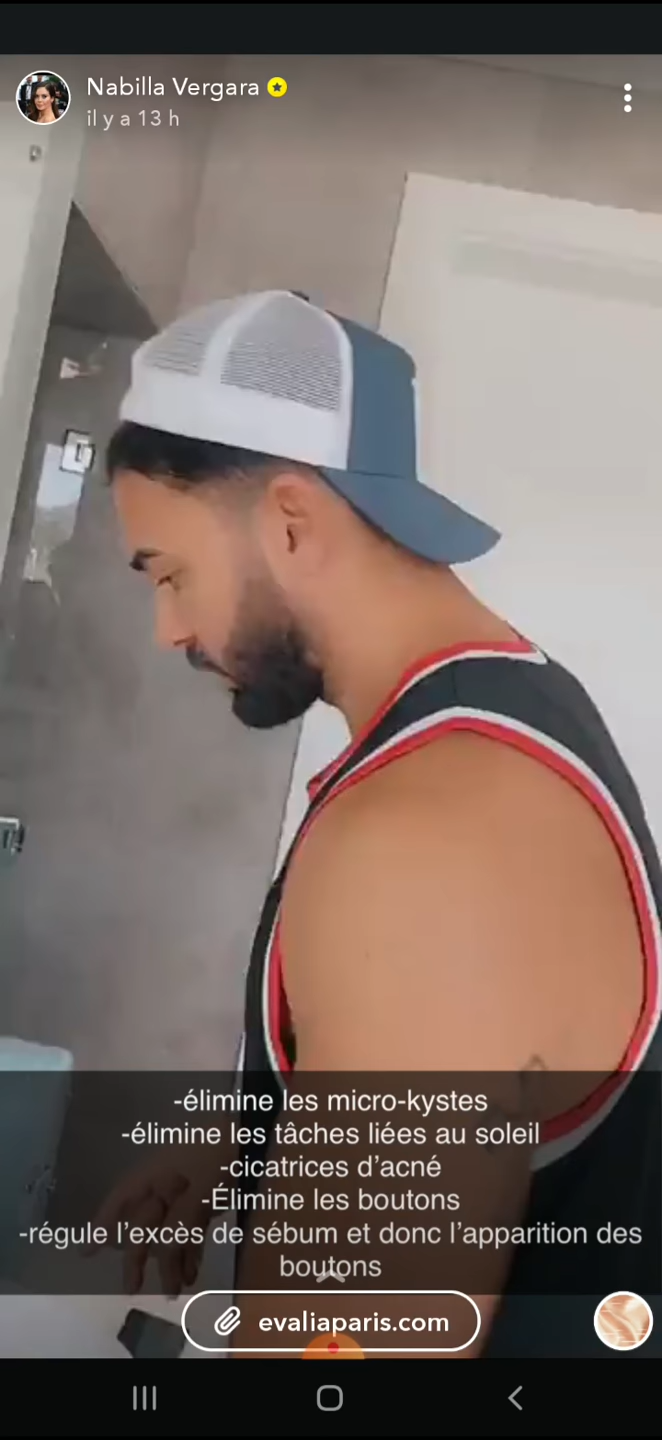 Nabilla Vergara
il y a 13 h
-élimine les micro-kystes
-élimine les tâches liées au soleil
-cicatrices d'acné
-Élimine les boutons
-régule l'excès de sébum et donc l'apparition des
boutons
evaliaparis.com